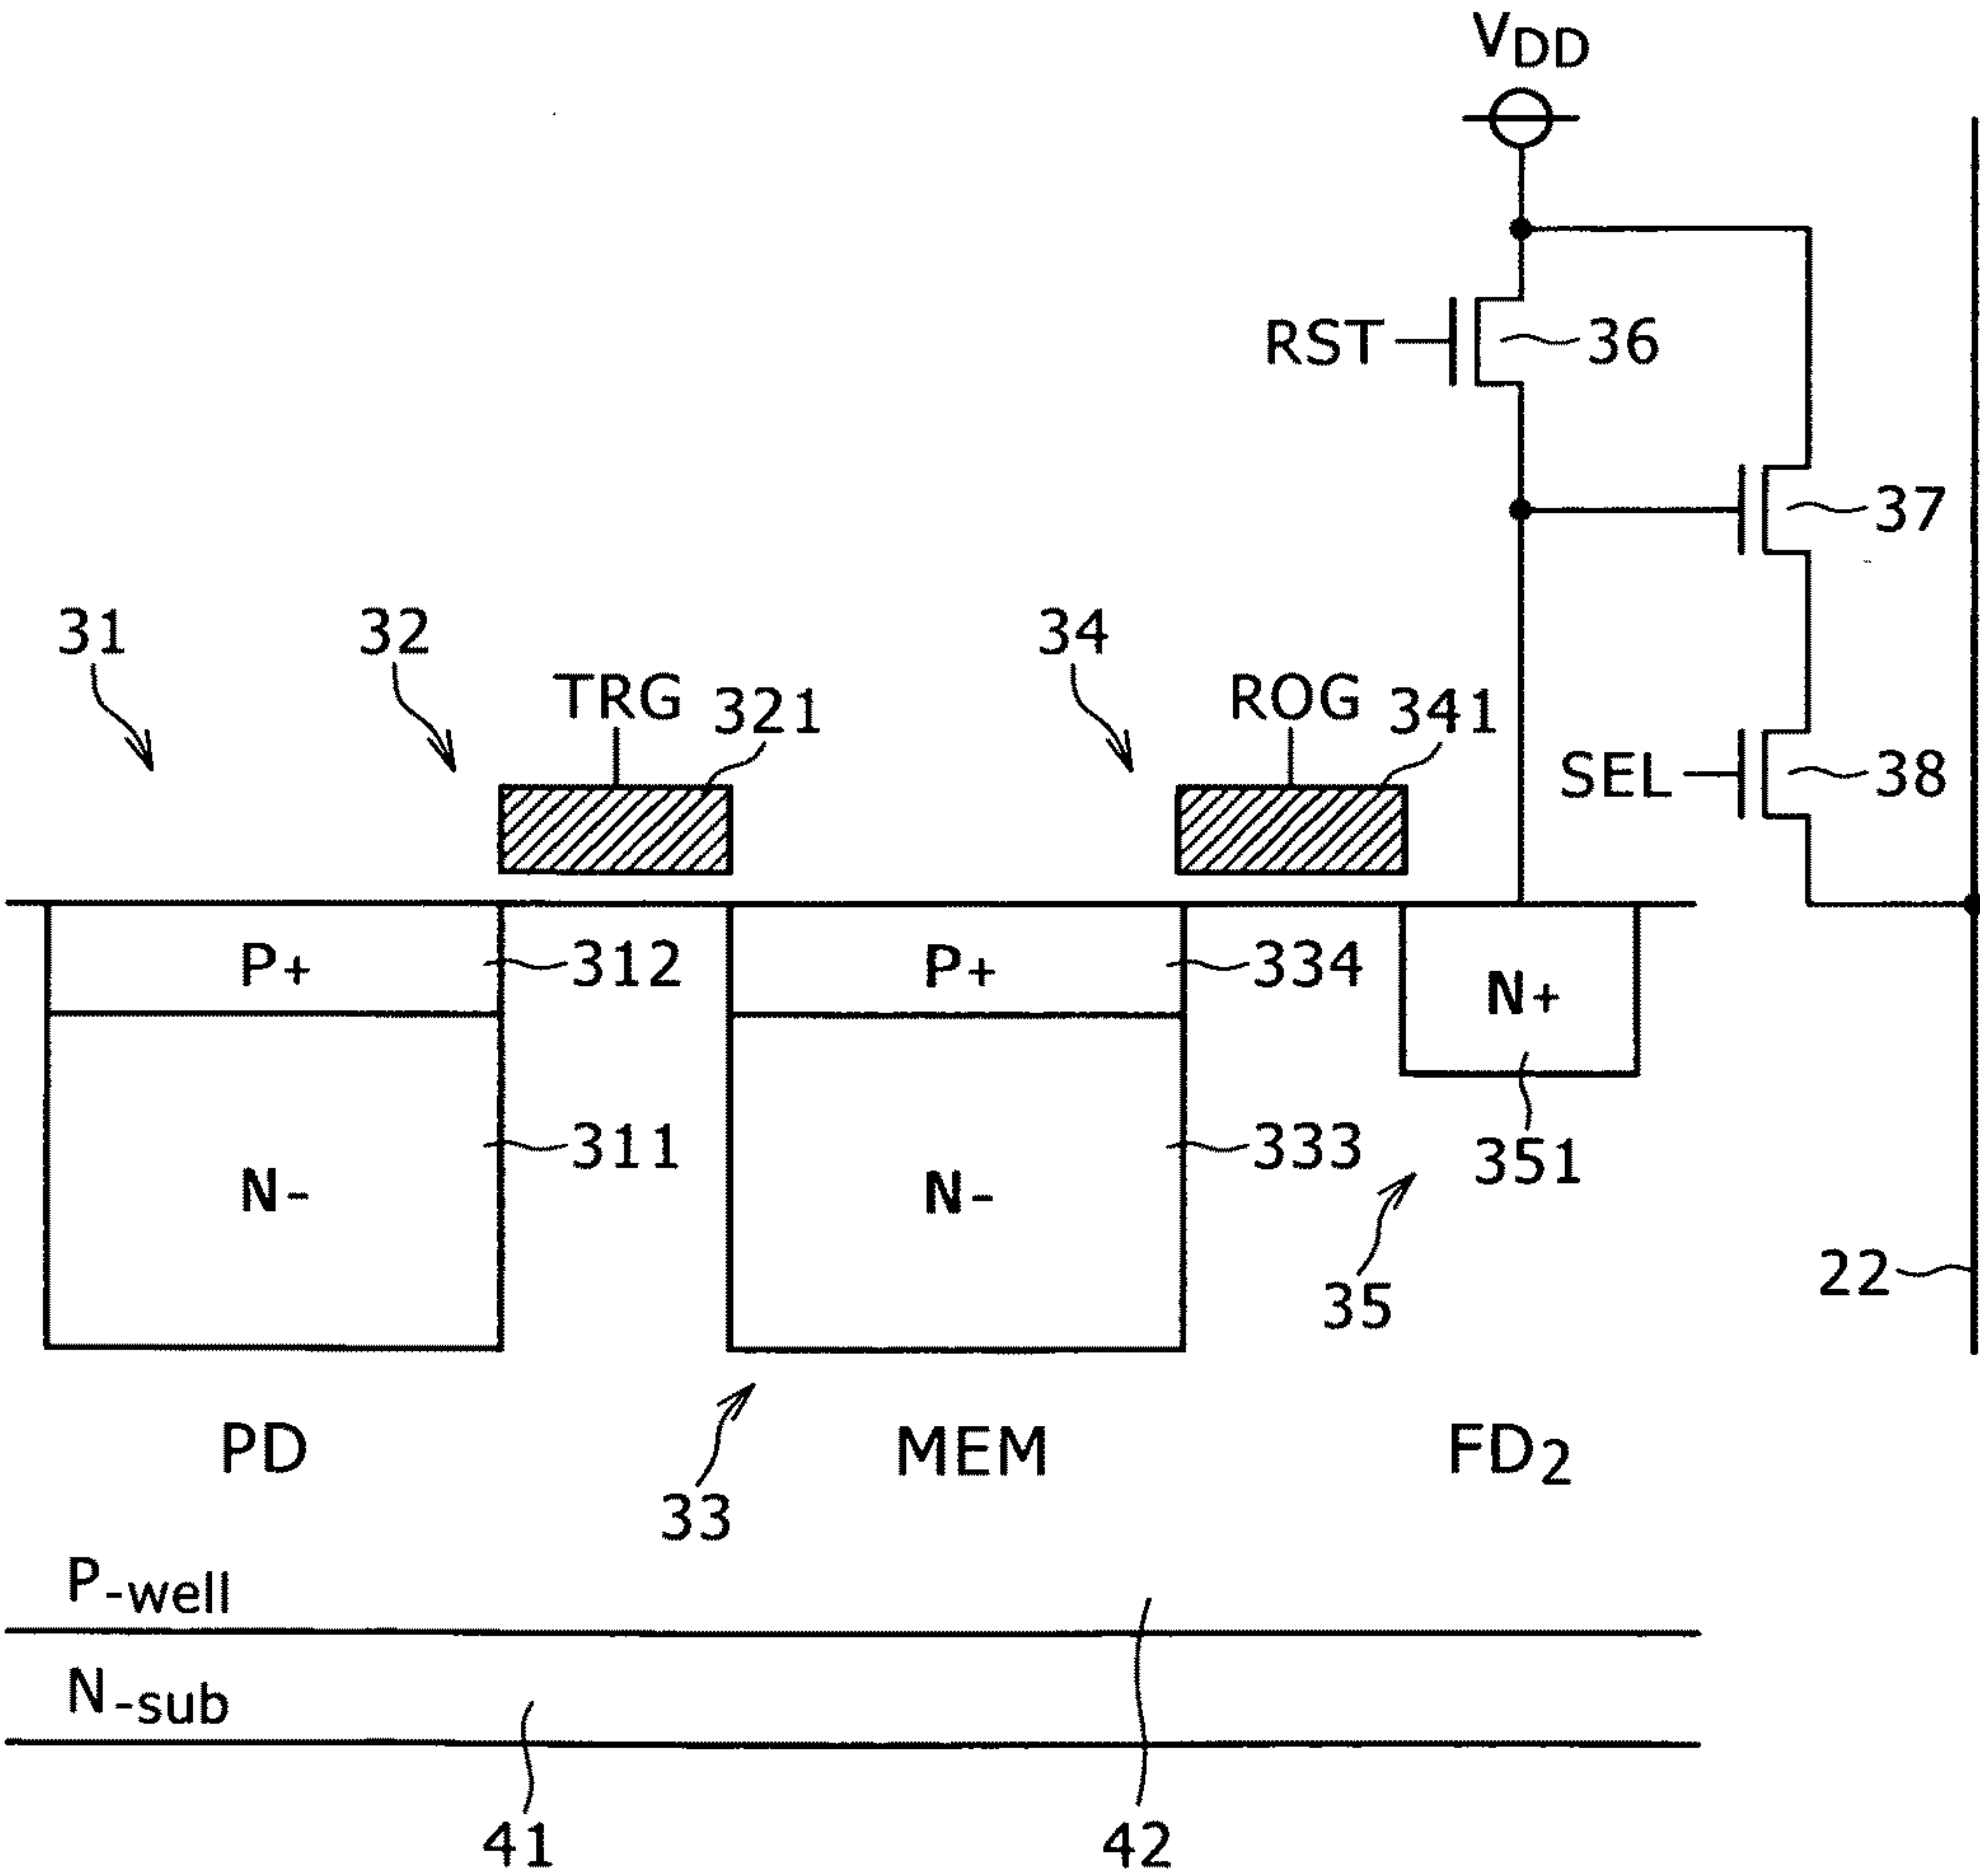 VDD
RST
36
37
31
32
34
TRG
321
ROG
341
SEL
38
P+
312
P+
334
N+
311
333
351
N-
N-
22
35
PD
MEM
FD2
33
P-well
N-sub
41
42